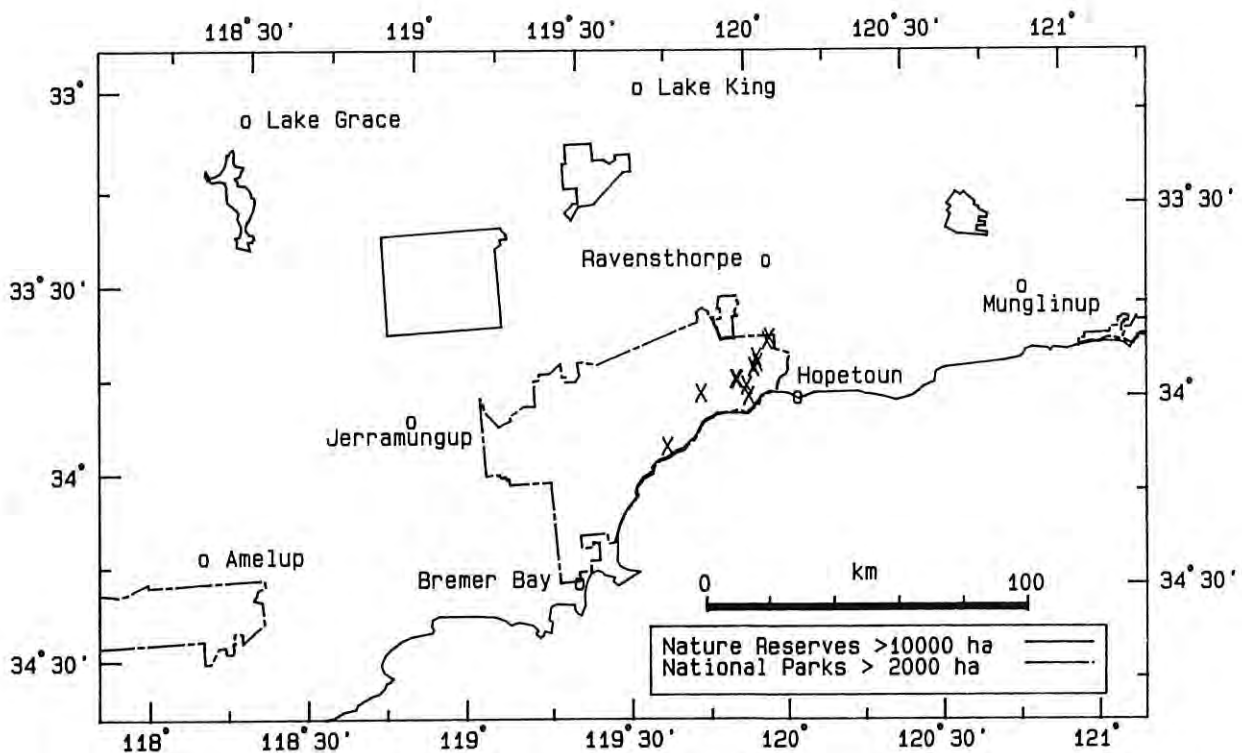 118° 30' 119° 119° 30' 120° 120° 30' 121°
33°
Lake King
Lake Grace
33° 30'
Ravensthorpe
33° 30'
Munglinup
Hopetoun
34°
Jerramungup
34°
Amelup
Bremer Bay
0 km 100
34° 30'
Nature Reserves >10000 ha
National Parks > 2000 ha
34° 30'
118° 118° 30' 119° 119° 30' 120° 120° 30' 121°